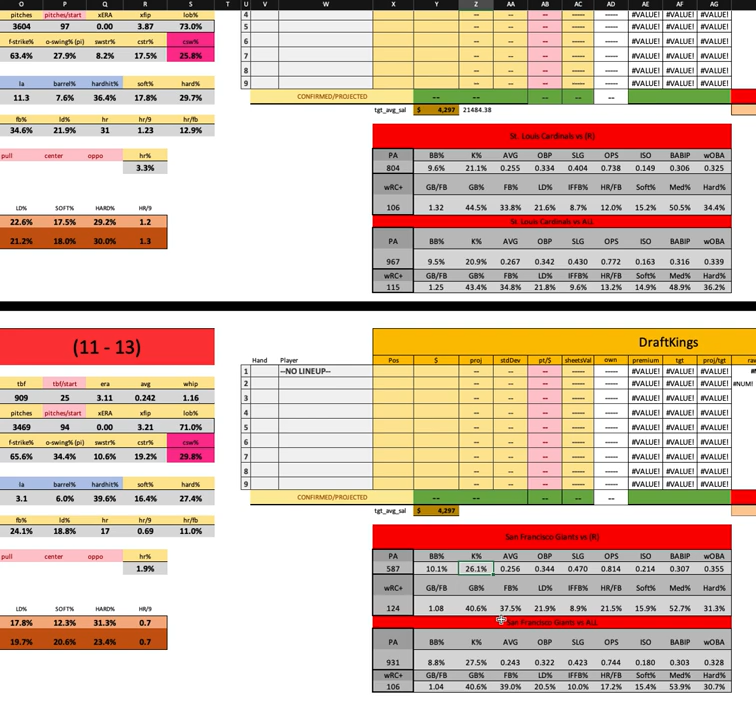 O P Q R S T U V W X Y Z AA AB AC AD AE AF AG
pitches pitches/start xERA xfip lob% 4 -- -- -- ----- ----- #VALUE! #VALUE! #VALUE!
3604 97 0.00 3.87 73.0% 5 -- -- -- ----- ----- #VALUE! #VALUE! #VALUE!
f-strike% o-swing% (pi) swstr% cstr% csw% 6 -- -- -- ----- ----- #VALUE! #VALUE! #VALUE!
63.4% 27.9% 8.2% 17.5% 25.8% 7 -- -- -- ----- ----- #VALUE! #VALUE! #VALUE!
8 -- -- -- ----- ----- #VALUE! #VALUE! #VALUE!
la barrel% hardhit% soft% hard% 9 -- -- -- ----- ----- #VALUE! #VALUE! #VALUE!
11.3 7.6% 36.4% 17.8% 29.7% CONFIRMED/PROJECTED -- -- -- -- --
tgt_avg_sal $ 4,297 21484.38
fb% ld% hr hr/9 hr/fb
34.6% 21.9% 31 1.23 12.9%
St. Louis Cardinals vs (R)
pull center oppo hr% PA BB% K% AVG OBP SLG OPS ISO BABIP wOBA
3.3% 804 9.6% 21.1% 0.255 0.334 0.404 0.738 0.149 0.306 0.325
wRC+ GB/FB GB% FB% LD% IFFB% HR/FB Soft% Med% Hard%
LD% SOFT% HARD% HR/9 106 1.32 44.5% 33.8% 21.6% 8.7% 12.0% 15.2% 50.5% 34.4%
22.6% 17.5% 29.2% 1.2 St. Louis Cardinals vs ALL
21.2% 18.0% 30.0% 1.3 PA BB% K% AVG OBP SLG OPS ISO BABIP wOBA
967 9.5% 20.9% 0.267 0.342 0.430 0.772 0.163 0.316 0.339
wRC+ GB/FB GB% FB% LD% IFFB% HR/FB Soft% Med% Hard%
115 1.25 43.4% 34.8% 21.8% 9.6% 13.2% 14.9% 48.9% 36.2%
(11 - 13) DraftKings
Hand Player Pos $ proj stdDev pt/$ sheetsVal own premium tgt proj/tgt
1 --NO LINEUP-- -- -- -- ----- ----- #VALUE! #VALUE! #VALUE!
tbf tbf/start era avg whip 2 -- -- -- ----- ----- #VALUE! #VALUE! #VALUE! #NUM!
909 25 3.11 0.242 1.16 3 -- -- -- ----- ----- #VALUE! #VALUE! #VALUE!
pitches pitches/start xERA xfip lob% 4 -- -- -- ----- ----- #VALUE! #VALUE! #VALUE!
3469 94 0.00 3.21 71.0% 5 -- -- -- ----- ----- #VALUE! #VALUE! #VALUE!
f-strike% o-swing% (pi) swstr% cstr% csw% 6 -- -- -- ----- ----- #VALUE! #VALUE! #VALUE!
65.6% 34.4% 10.6% 19.2% 29.8% 7 -- -- -- ----- ----- #VALUE! #VALUE! #VALUE!
8 -- -- -- ----- ----- #VALUE! #VALUE! #VALUE!
la barrel% hardhit% soft% hard% 9 -- -- -- ----- ----- #VALUE! #VALUE! #VALUE!
3.1 6.0% 39.6% 16.4% 27.4% CONFIRMED/PROJECTED -- -- -- -- --
tgt_avg_sal $ 4,297
fb% ld% hr hr/9 hr/fb
24.1% 18.8% 17 0.69 11.0%
San Francisco Giants vs (R)
pull center oppo hr% PA BB% K% AVG OBP SLG OPS ISO BABIP wOBA
1.9% 587 10.1% 26.1% 0.256 0.344 0.470 0.814 0.214 0.307 0.355
wRC+ GB/FB GB% FB% LD% IFFB% HR/FB Soft% Med% Hard%
LD% SOFT% HARD% HR/9 124 1.08 40.6% 37.5% 21.9% 8.9% 21.5% 15.9% 52.7% 31.3%
17.8% 12.3% 31.3% 0.7 San Francisco Giants vs ALL
19.7% 20.6% 23.4% 0.7 PA BB% K% AVG OBP SLG OPS ISO BABIP wOBA
931 8.8% 27.5% 0.243 0.322 0.423 0.744 0.180 0.303 0.328
wRC+ GB/FB GB% FB% LD% IFFB% HR/FB Soft% Med% Hard%
106 1.04 40.6% 39.0% 20.5% 10.0% 17.2% 15.4% 53.9% 30.7%